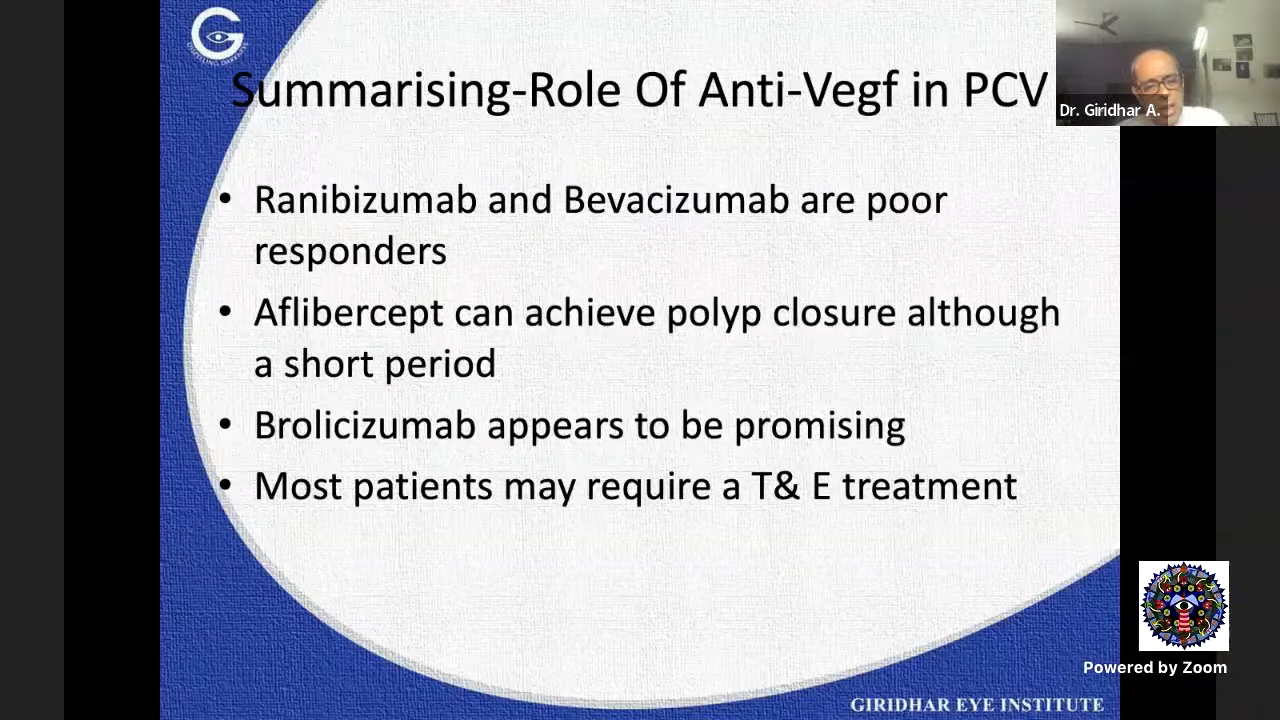 Summarising-Role Of Anti-Vegf in PCV
Dr. Giridhar A.
• Ranibizumab and Bevacizumab are poor
responders
• Aflibercept can achieve polyp closure although
a short period
• Brolicizumab appears to be promising
• Most patients may require a T& E treatment
Powered by Zoom
GIRIDHAR EYE INSTITUTE